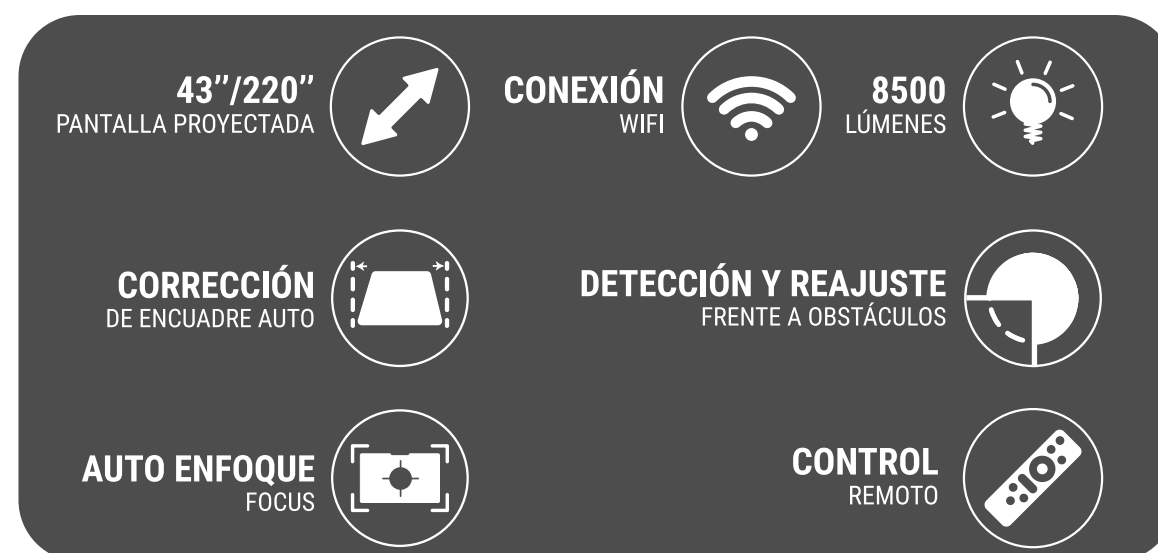 43’’/220’’
PANTALLA PROYECTADA
CONEXIÓN
WIFI
8500
LÚMENES
CORRECCIÓN
DE ENCUADRE AUTO
DETECCIÓN Y REAJUSTE
FRENTE A OBSTÁCULOS
AUTO ENFOQUE
FOCUS
CONTROL
REMOTO